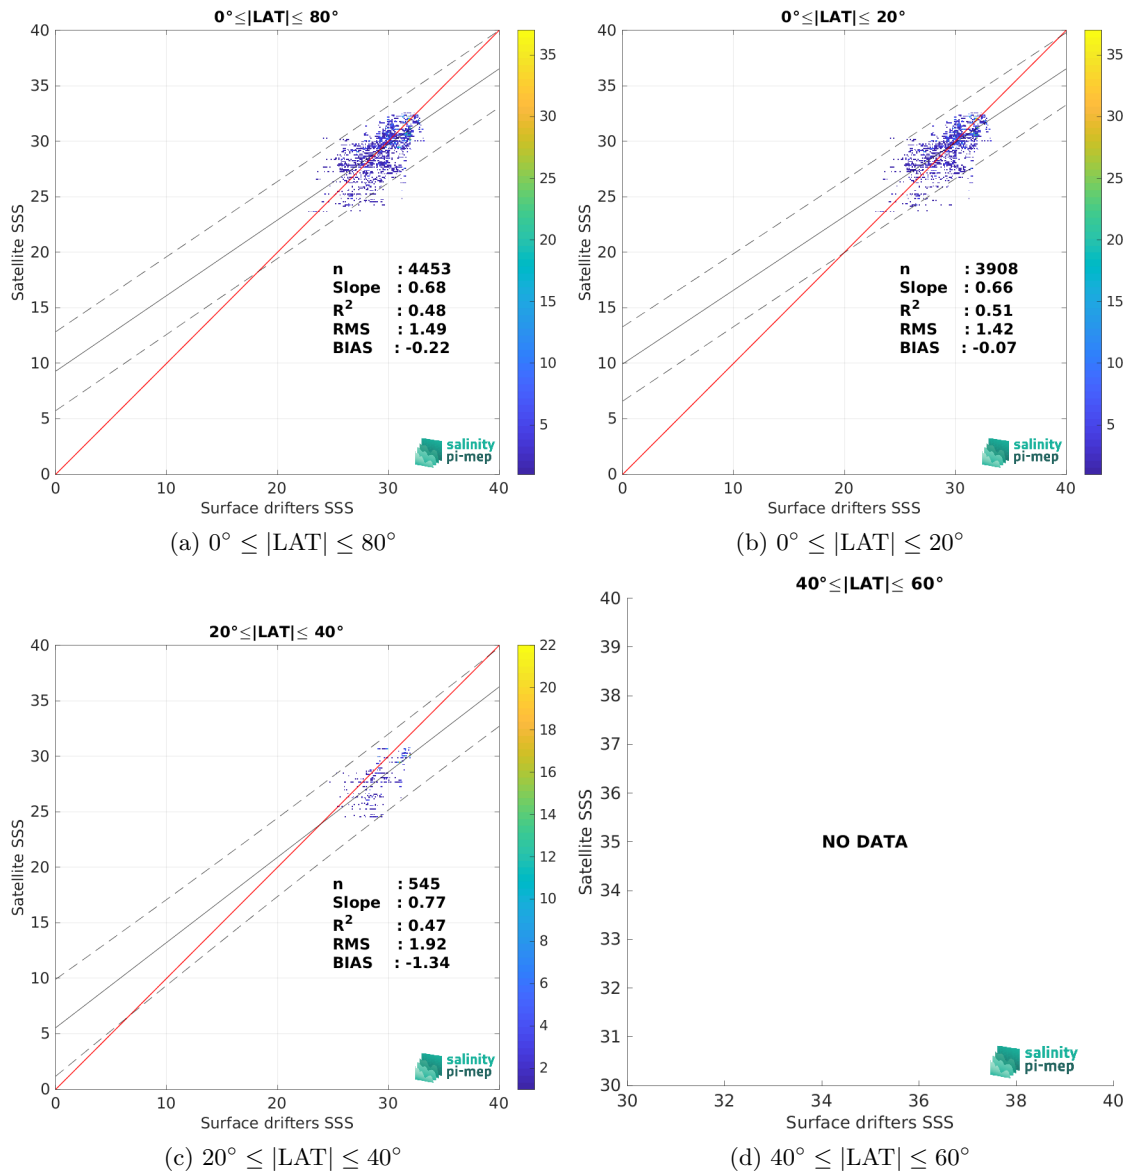 0°≤|LAT|≤ 80°
40
35
30
25
20
15
10
5
0
Satellite SSS
0
10
20
30
40
Surface drifters SSS
n : 4453
Slope : 0.68
R² : 0.48
RMS : 1.49
BIAS : -0.22
salinity
pi-mep
35
30
25
20
15
10
5
(a) 0° ≤ |LAT| ≤ 80°
0°≤|LAT|≤ 20°
40
35
30
25
20
15
10
5
0
Satellite SSS
0
10
20
30
40
Surface drifters SSS
n : 3908
Slope : 0.66
R² : 0.51
RMS : 1.42
BIAS : -0.07
salinity
pi-mep
35
30
25
20
15
10
5
(b) 0° ≤ |LAT| ≤ 20°
20°≤|LAT|≤ 40°
40
35
30
25
20
15
10
5
0
Satellite SSS
0
10
20
30
40
Surface drifters SSS
n : 545
Slope : 0.77
R² : 0.47
RMS : 1.92
BIAS : -1.34
salinity
pi-mep
22
20
18
16
14
12
10
8
6
4
2
(c) 20° ≤ |LAT| ≤ 40°
40°≤|LAT|≤ 60°
40
39
38
37
36
35
34
33
32
31
30
Satellite SSS
NO DATA
salinity
pi-mep
30
32
34
36
38
40
Surface drifters SSS
(d) 40° ≤ |LAT| ≤ 60°